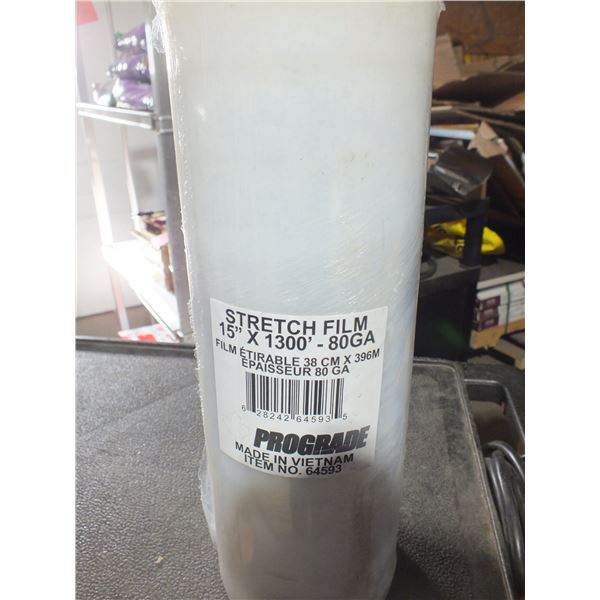 STRETCH FILM
15" X 1300' - 80GA
FILM ÉTIRABLE 38 CM X 396M
ÉPAISSEUR 80 GA
6 28242 64593 5
PROGRADE
MADE IN VIETNAM
ITEM NO. 64593